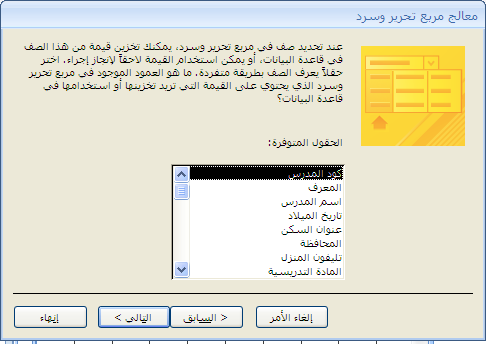 معالج مربع تحرير وسرد
عند تحديد صف في مربع تحرير وسرد، يمكنك تخزين قيمة من هذا الصف
في قاعدة البيانات، أو يمكن استخدام القيمة لاحقاً لإنجاز إجراء. اختر
حقلاً يعرف الصف بطريقة متفردة. ما هو العمود الموجود في مربع تحرير
وسرد الذي يحتوي على القيمة التي تريد تخزينها أو استخدامها في
قاعدة البيانات؟
الحقول المتوفرة:
كود المدرس
المعرف
اسم المدرس
تاريخ الميلاد
عنوان السكن
المحافظة
تليفون المنزل
المادة التدريسية
إلغاء الأمر
< السابق
التالي >
إنهاء